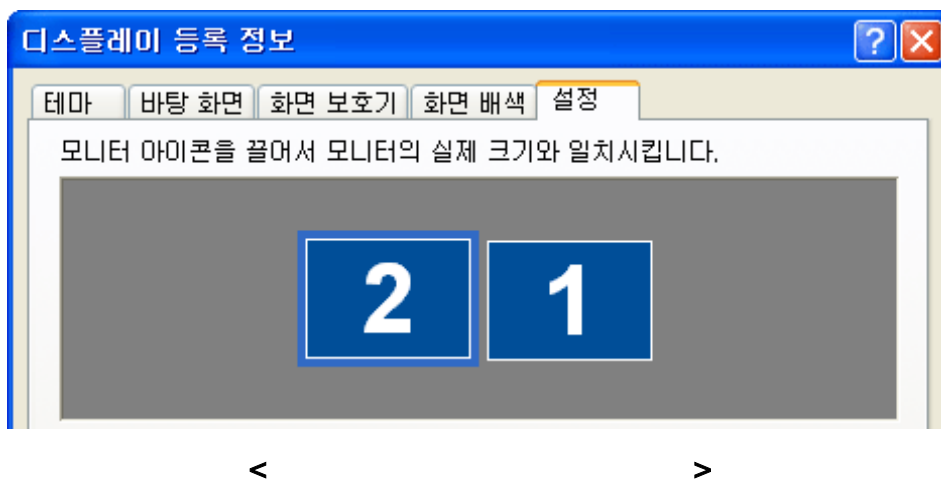 디스플레이 등록 정보
테마 바탕 화면 화면 보호기 화면 배색 설정
모니터 아이콘을 끌어서 모니터의 실제 크기와 일치시킵니다.
2 1
< >